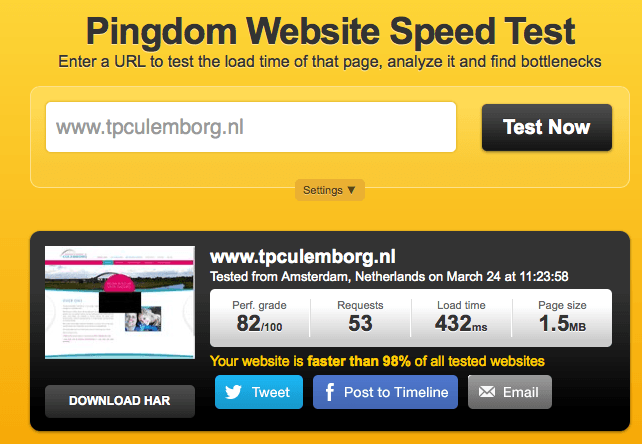 Pingdom Website Speed Test
Enter a URL to test the load time of that page, analyze it and find bottlenecks
www.tpculemborg.nl
Test Now
Settings ▼
www.tpculemborg.nl
Tested from Amsterdam, Netherlands on March 24 at 11:23:58
Perf. grade Requests Load time Page size
82/100 53 432ms 1.5MB
Your website is faster than 98% of all tested websites
DOWNLOAD HAR
Tweet
Post to Timeline
Email